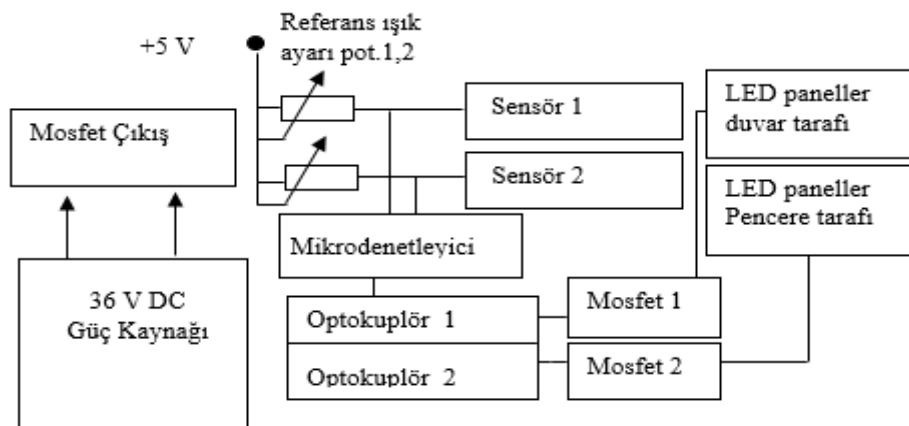 +5 V
Referans ışık
ayarı pot.1,2
Mosfet Çıkış
Sensör 1
Sensör 2
LED paneller
duvar tarafı
LED paneller
Pencere tarafı
Mikrodenetleyici
36 V DC
Güç Kaynağı
Optokuplör 1
Optokuplör 2
Mosfet 1
Mosfet 2